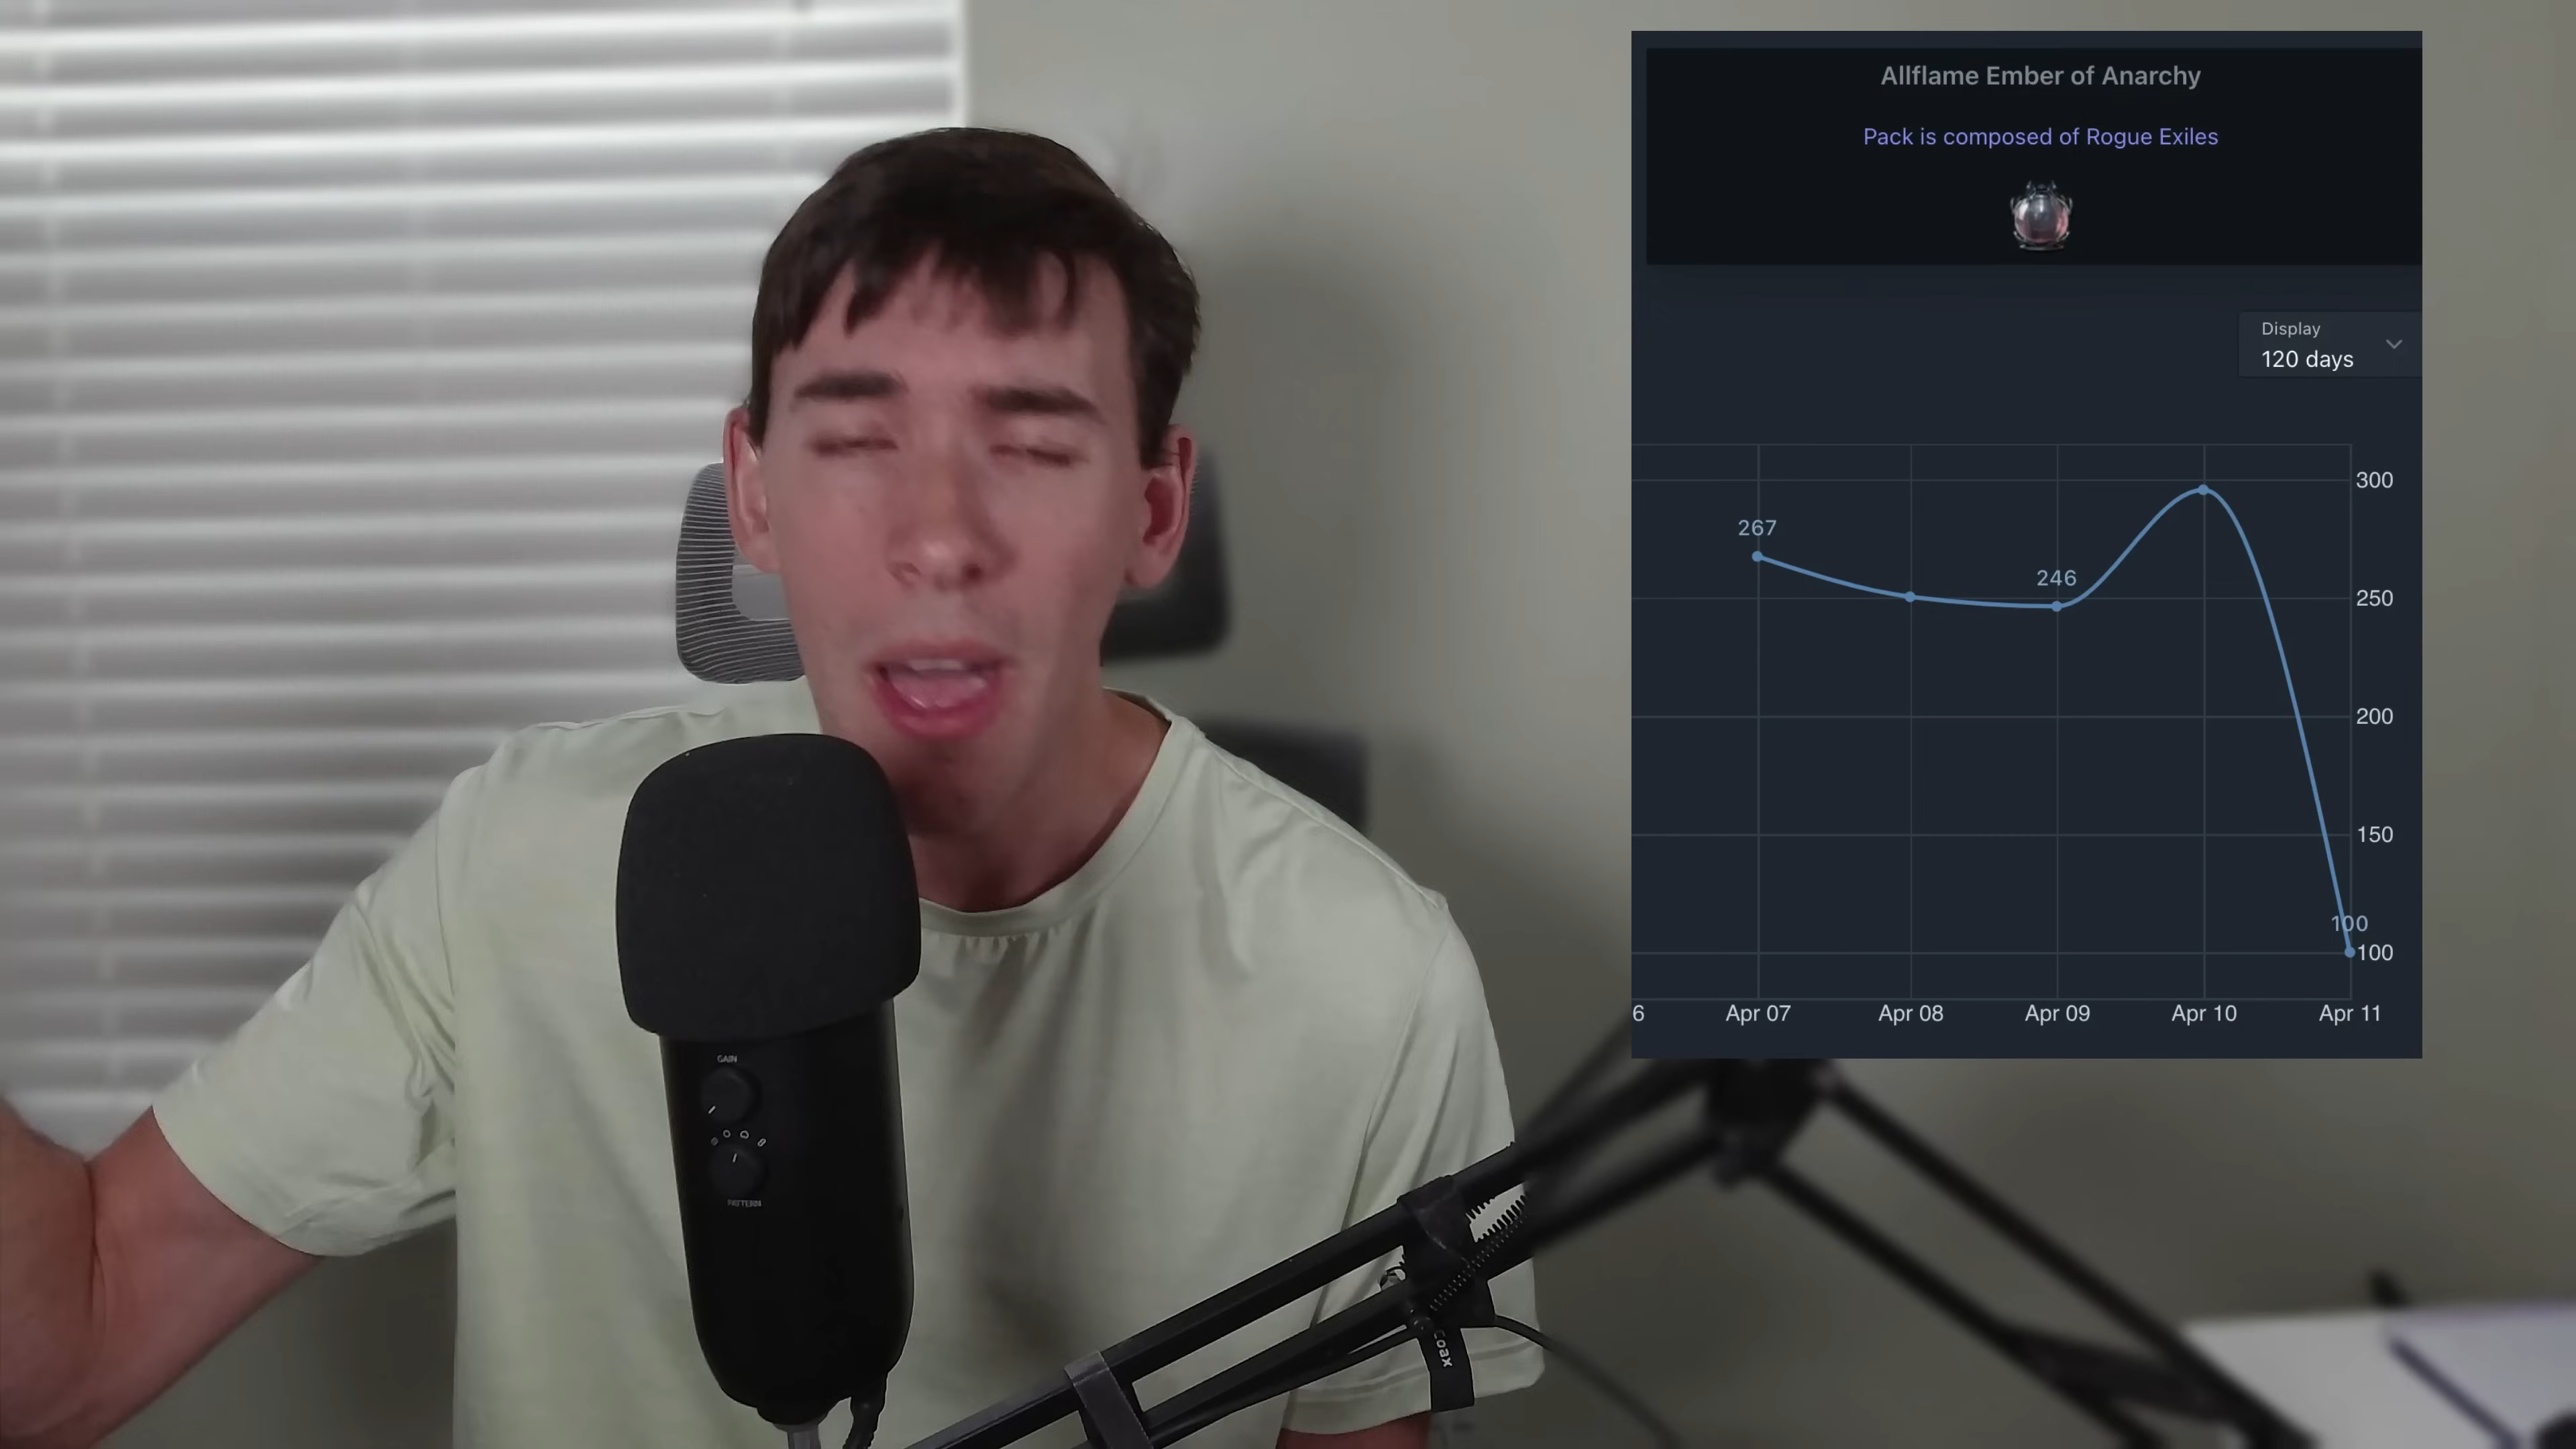 Allflame Ember of Anarchy
Pack is composed of Rogue Exiles
Display
120 days
267
246
100
300
250
200
150
100
6
Apr 07
Apr 08
Apr 09
Apr 10
Apr 11
GAIN
PATTERN
Coax